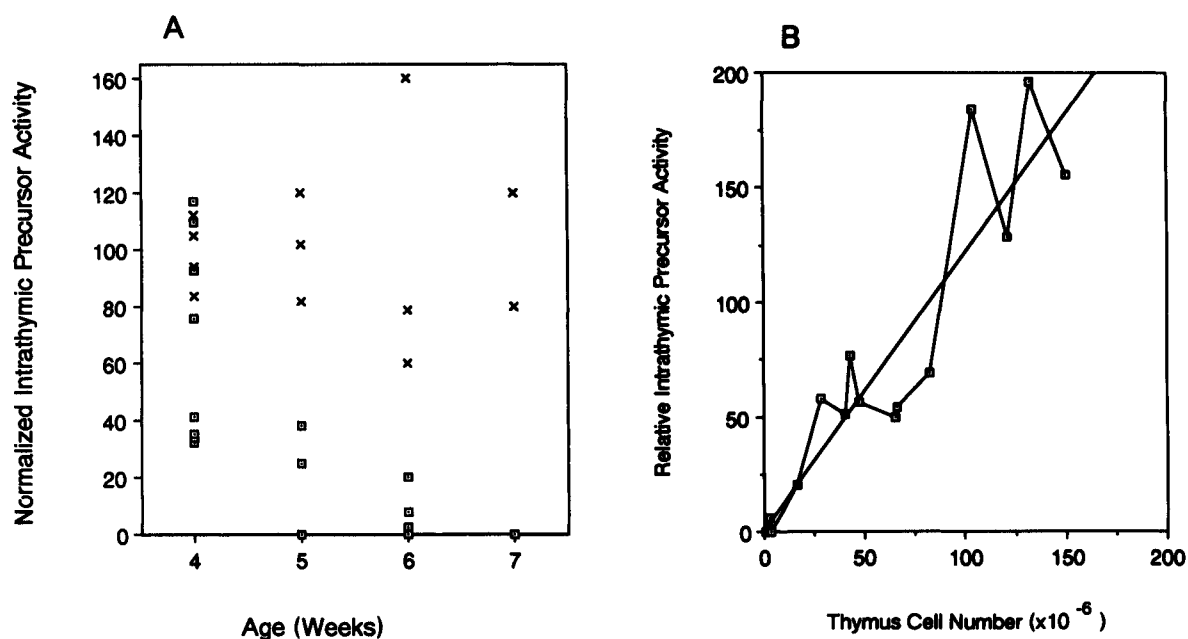 A
Normalized Intrathymic Precursor Activity
160
140
120
100
80
60
40
20
0
4 5 6 7
Age (Weeks)
B
Relative Intrathymic Precursor Activity
200
150
100
50
0
0 50 100 150 200
Thymus Cell Number (x10 -6 )